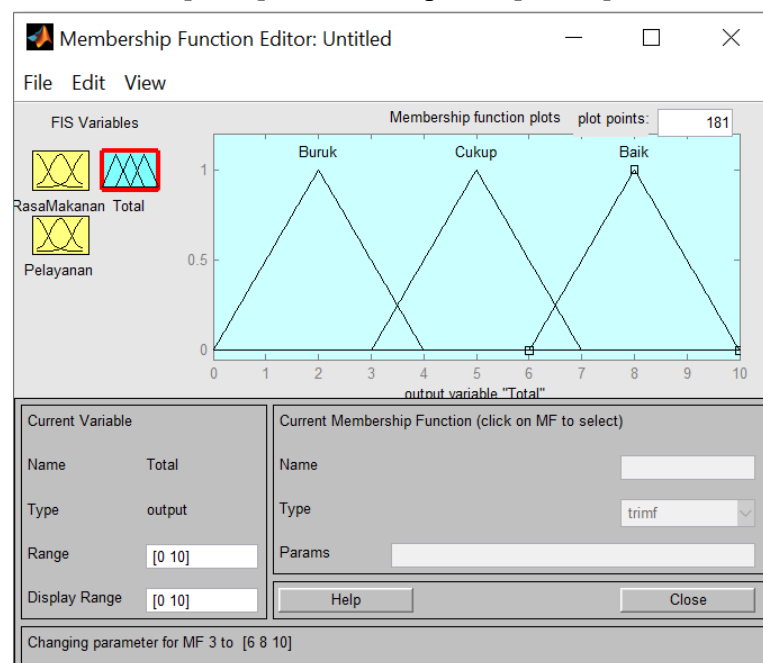 Membership Function Editor: Untitled
File Edit View
FIS Variables
Membership function plots plot points: 181
RasaMakanan Total
Pelayanan
Buruk Cukup Baik
1
0.5
0
0 1 2 3 4 5 6 7 8 9 10
output variable "Total"
Current Variable
Name Total
Type output
Range [0 10]
Display Range [0 10]
Current Membership Function (click on MF to select)
Name
Type trimf
Params
Help Close
Changing parameter for MF 3 to [6 8 10]